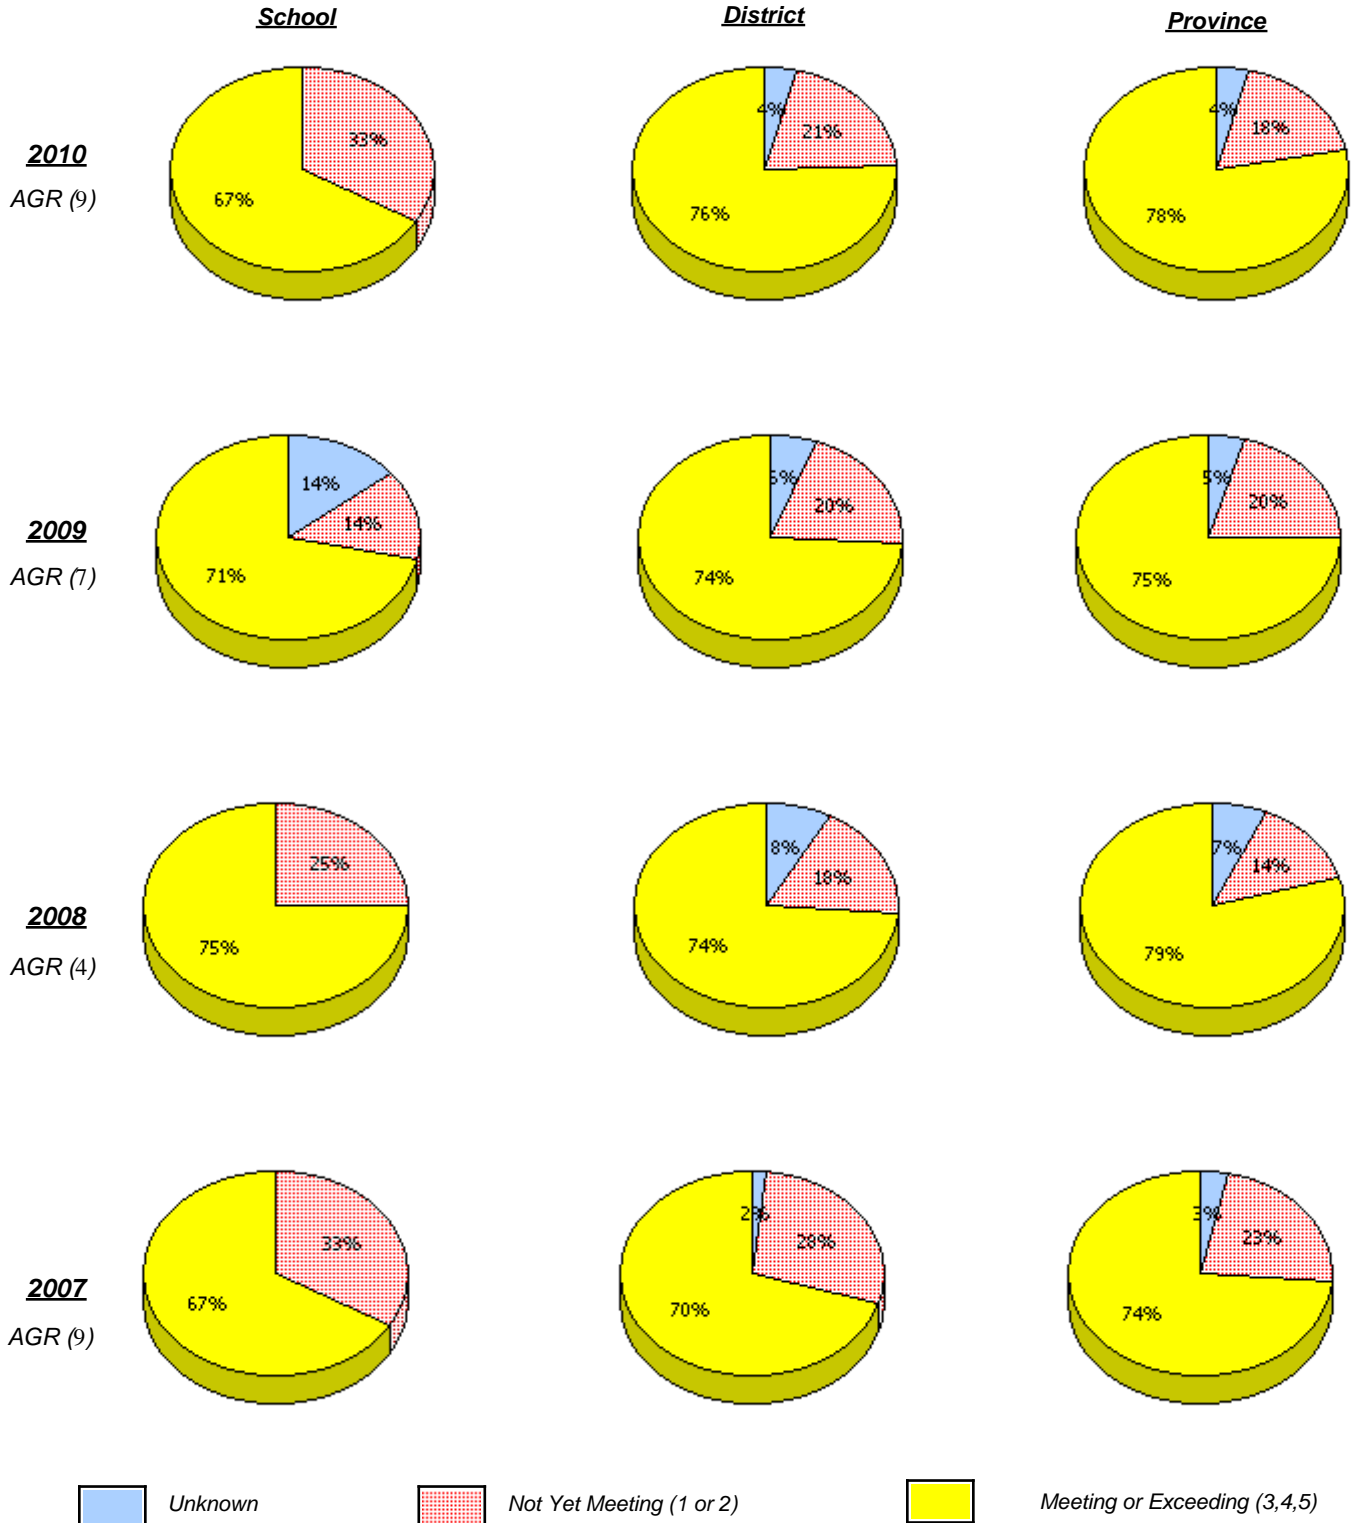 School District Province
33% 67%
4% 21% 76%
4% 18% 78%
2010
AGR (9)
14% 14% 71%
20% 74%
5% 20% 75%
2009
AGR (7)
25% 75%
8% 18% 74%
7% 14% 79%
2008
AGR (4)
33% 67%
2% 28% 70%
3% 23% 74%
2007
AGR (9)
Unknown Not Yet Meeting (1 or 2) Meeting or Exceeding (3,4,5)